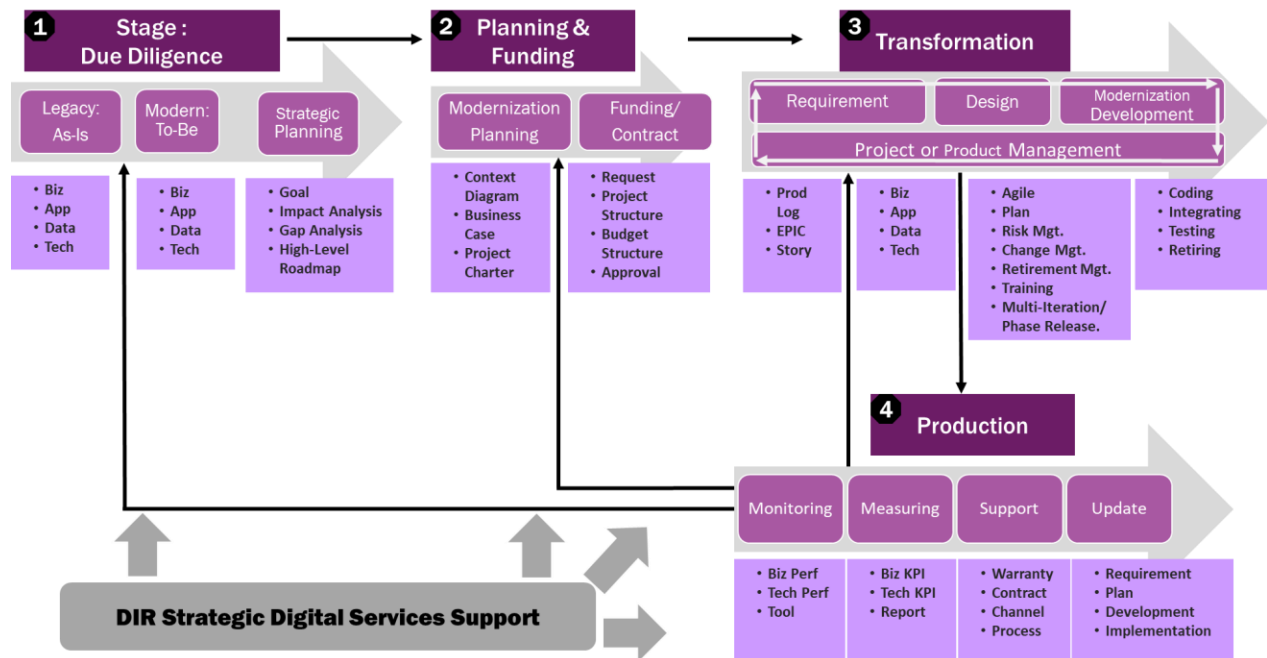 1
Stage :
Due Diligence
2
Planning &
Funding
3
Transformation
Legacy:
As-Is
Modern:
To-Be
Strategic
Planning
Modernization
Planning
Funding/
Contract
Requirement
Design
Modernization
Development
Project or Product Management
• Biz
• App
• Data
• Tech
• Biz
• App
• Data
• Tech
• Goal
• Impact Analysis
• Gap Analysis
• High-Level
Roadmap
• Context
Diagram
• Business
Case
• Project
Charter
• Request
• Project
Structure
• Budget
Structure
• Approval
• Prod
Log
• EPIC
• Story
• Biz
• App
• Data
• Tech
• Agile
• Plan
• Risk Mgt.
• Change Mgt.
• Retirement Mgt.
• Training
• Multi-Iteration/
Phase Release.
• Coding
• Integrating
• Testing
• Retiring
4
Production
Monitoring
Measuring
Support
Update
• Biz Perf
• Tech Perf
• Tool
• Biz KPI
• Tech KPI
• Report
• Warranty
• Contract
• Channel
• Process
• Requirement
• Plan
• Development
• Implementation
DIR Strategic Digital Services Support